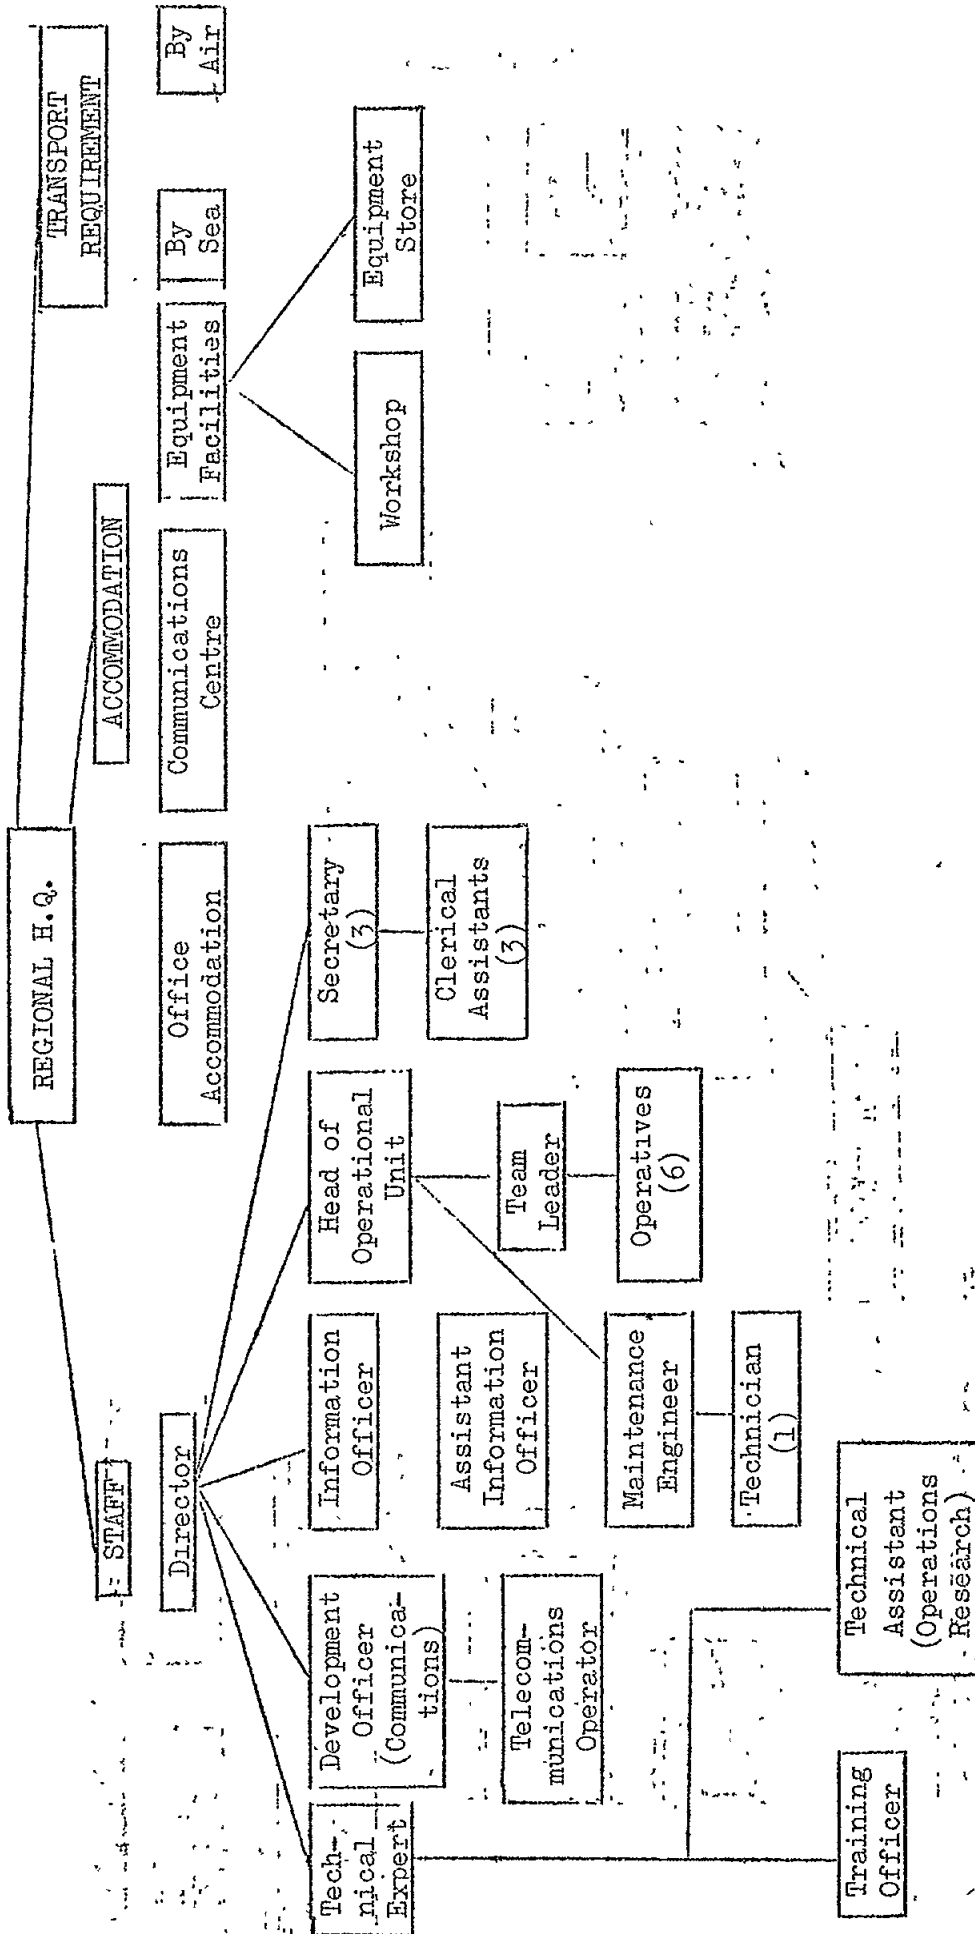 REGIONAL H.Q.
STAFF
ACCOMMODATION
TRANSPORT
REQUIREMENT
Director
Office
Accommodation
Communications
Centre
Equipment
Facilities
By
Sea
By
Air
Tech-
nical
Expert
Development
Officer
(Communica-
tions)
Information
Officer
Head of
Operational
Unit
Secretary
(3)
Workshop
Equipment
Store
Telecom-
munications
Operator
Assistant
Information
Officer
Team
Leader
Clerical
Assistants
(3)
Maintenance
Engineer
Operatives
(6)
Technician
(1)
Training
Officer
Technical
Assistant
(Operations
Research)